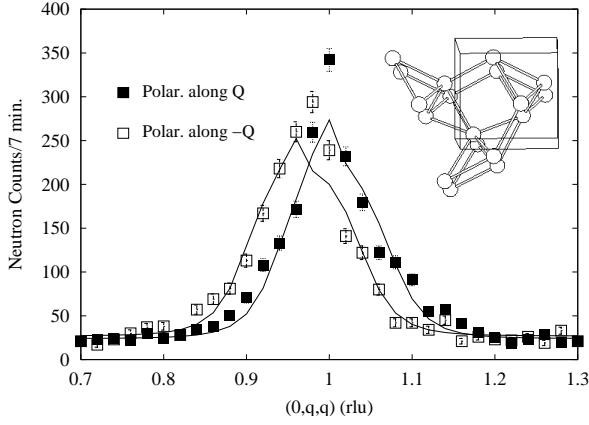 400
350
300
250
200
150
100
50
0
Neutron Counts/7 min.
Polar. along Q
Polar. along −Q
0.7 0.8 0.9 1 1.1 1.2 1.3
(0,q,q) (rlu)